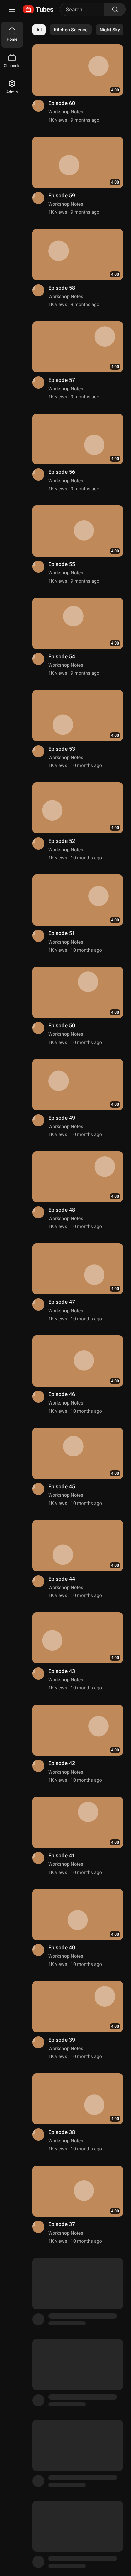 Tubes
Search
Home
Channels
Admin
All
Kitchen Science
Night Sky
4:00
Episode 60
Workshop Notes
1K views · 9 months ago
4:00
Episode 59
Workshop Notes
1K views · 9 months ago
4:00
Episode 58
Workshop Notes
1K views · 9 months ago
4:00
Episode 57
Workshop Notes
1K views · 9 months ago
4:00
Episode 56
Workshop Notes
1K views · 9 months ago
4:00
Episode 55
Workshop Notes
1K views · 9 months ago
4:00
Episode 54
Workshop Notes
1K views · 9 months ago
4:00
Episode 53
Workshop Notes
1K views · 10 months ago
4:00
Episode 52
Workshop Notes
1K views · 10 months ago
4:00
Episode 51
Workshop Notes
1K views · 10 months ago
4:00
Episode 50
Workshop Notes
1K views · 10 months ago
4:00
Episode 49
Workshop Notes
1K views · 10 months ago
4:00
Episode 48
Workshop Notes
1K views · 10 months ago
4:00
Episode 47
Workshop Notes
1K views · 10 months ago
4:00
Episode 46
Workshop Notes
1K views · 10 months ago
4:00
Episode 45
Workshop Notes
1K views · 10 months ago
4:00
Episode 44
Workshop Notes
1K views · 10 months ago
4:00
Episode 43
Workshop Notes
1K views · 10 months ago
4:00
Episode 42
Workshop Notes
1K views · 10 months ago
4:00
Episode 41
Workshop Notes
1K views · 10 months ago
4:00
Episode 40
Workshop Notes
1K views · 10 months ago
4:00
Episode 39
Workshop Notes
1K views · 10 months ago
4:00
Episode 38
Workshop Notes
1K views · 10 months ago
4:00
Episode 37
Workshop Notes
1K views · 10 months ago